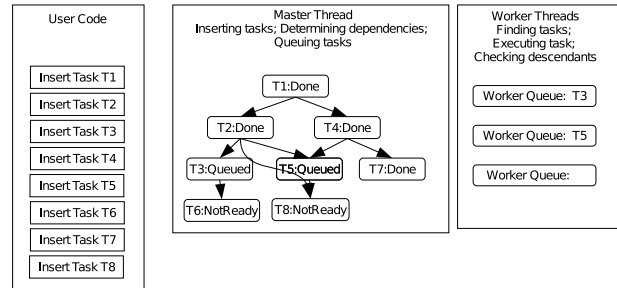 User Code
Insert Task T1
Insert Task T2
Insert Task T3
Insert Task T4
Insert Task T5
Insert Task T6
Insert Task T7
Insert Task T8
Master Thread
Inserting tasks; Determining dependencies;
Queuing tasks
T1:Done
T2:Done
T4:Done
T3:Queued
T5:Queued
T7:Done
T6:NotReady
T8:NotReady
Worker Threads
Finding tasks;
Executing task;
Checking descendants
Worker Queue: T3
Worker Queue: T5
Worker Queue: